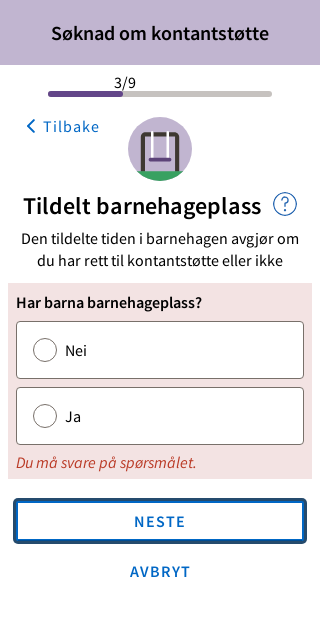 Søknad om kontantstøtte
3/9
Tilbake
Tildelt barnehageplass
Den tildelte tiden i barnehagen avgjør om
du har rett til kontantstøtte eller ikke
Har barna barnehageplass?
Nei
Ja
Du må svare på spørsmålet.
NESTE
AVBRYT